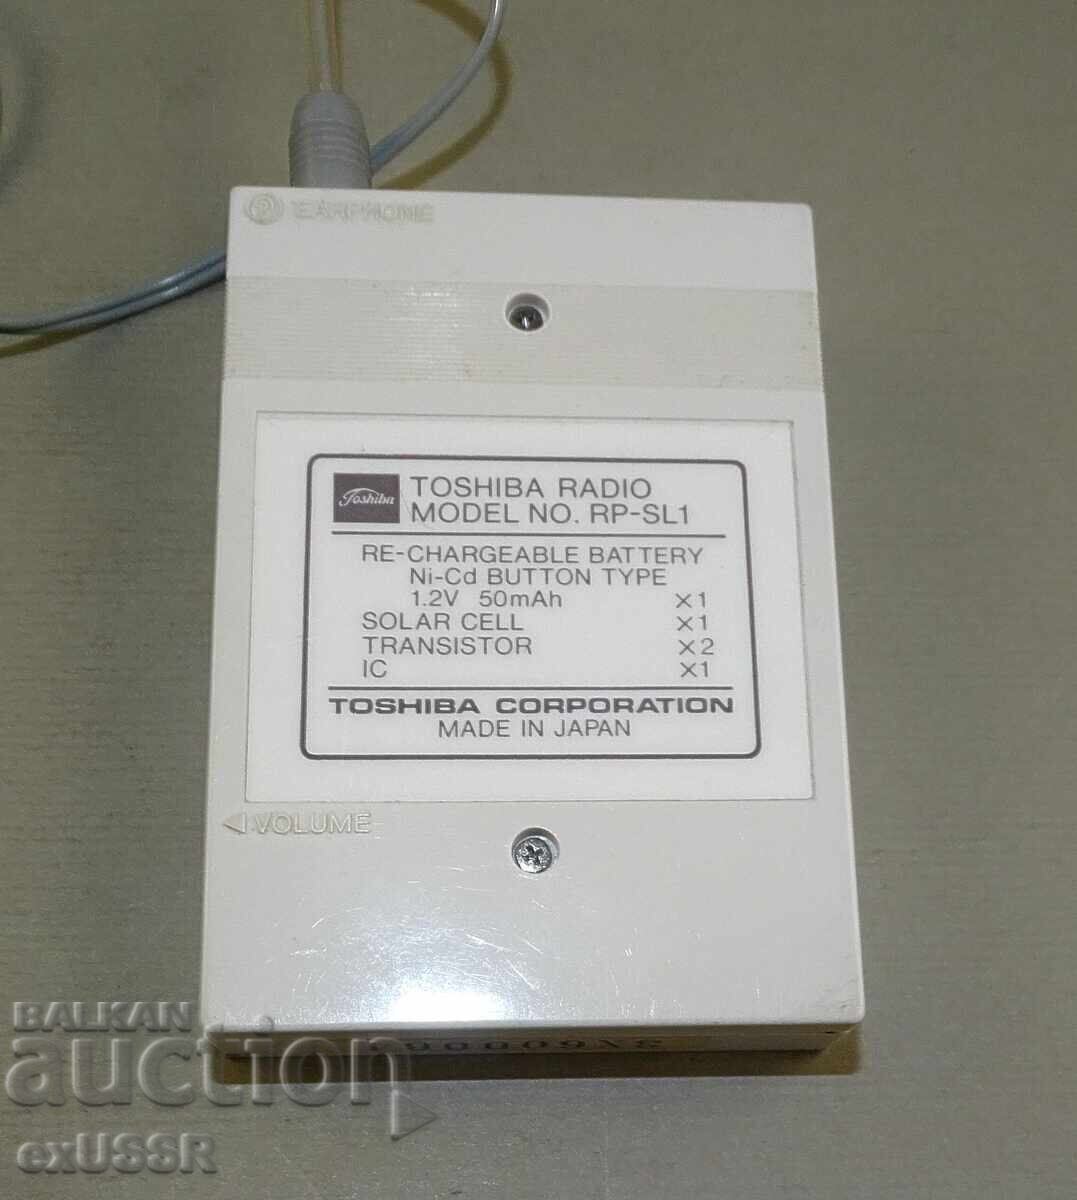 EARPHONE
Toshiba
TOSHIBA RADIO
MODEL NO. RP-SL1
RE-CHARGEABLE BATTERY
Ni-Cd BUTTON TYPE
1.2V 50mAh ×1
SOLAR CELL ×1
TRANSISTOR ×2
IC ×1
TOSHIBA CORPORATION
MADE IN JAPAN
◁ VOLUME
BALKAN
auction
exUSSR